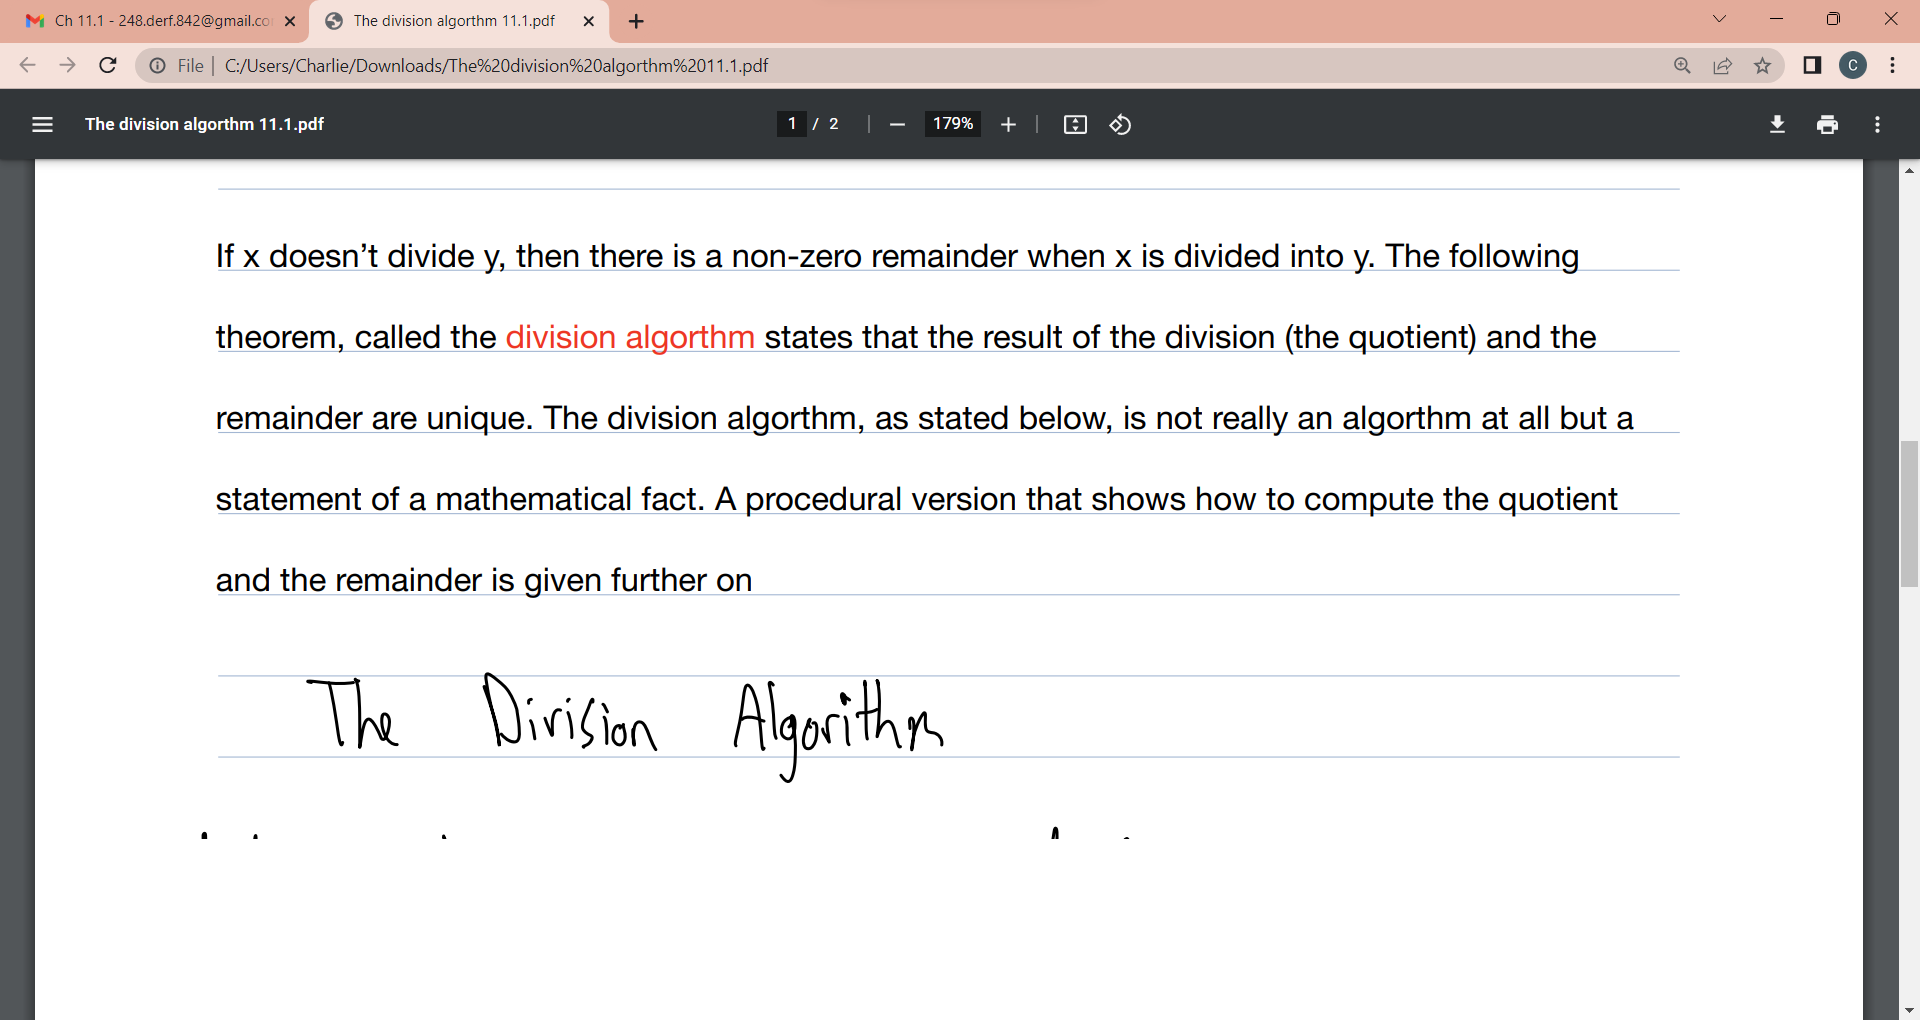 Ch 11.1 - 248.derf.842@gmail.co
The division algorthm 11.1.pdf
File | C:/Users/Charlie/Downloads/The%20division%20algorthm%2011.1.pdf
C
The division algorthm 11.1.pdf
1 / 2 | — 179% + |
If x doesn’t divide y, then there is a non-zero remainder when x is divided into y. The following
theorem, called the division algorthm states that the result of the division (the quotient) and the
remainder are unique. The division algorthm, as stated below, is not really an algorthm at all but a
statement of a mathematical fact. A procedural version that shows how to compute the quotient
and the remainder is given further on
The Division Algorithm